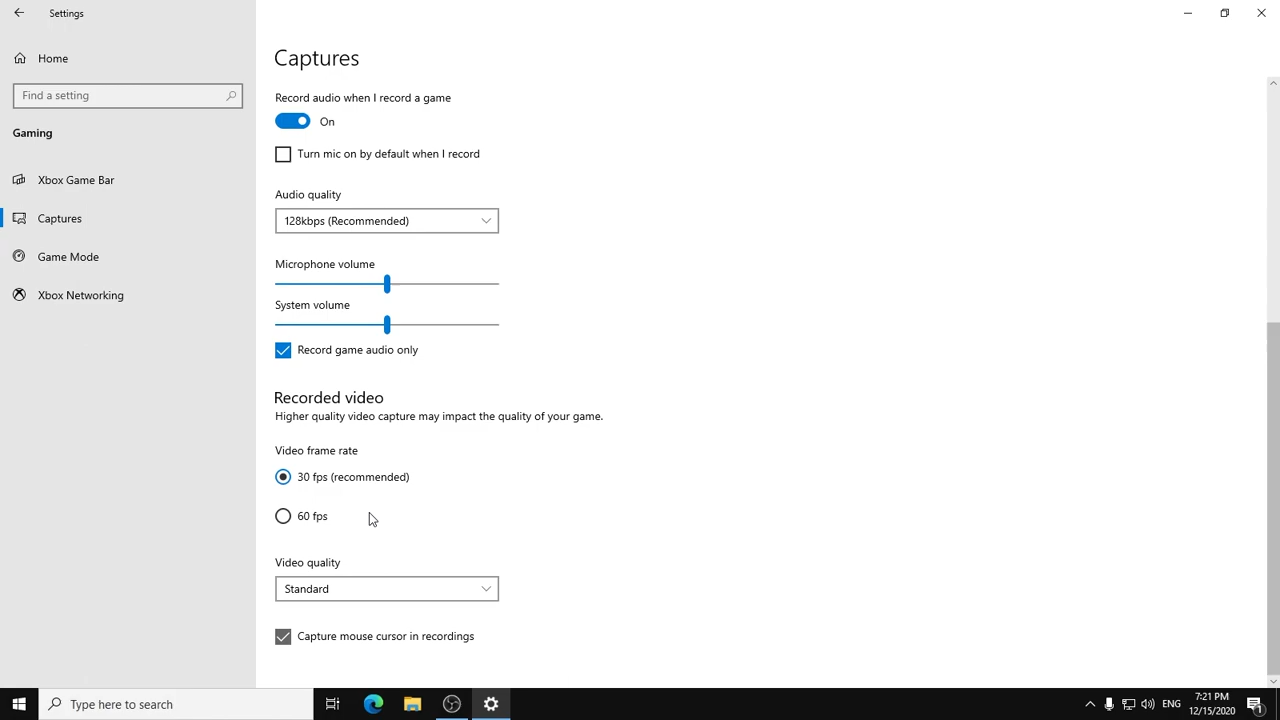 Settings
Home
Find a setting
Gaming
Xbox Game Bar
Captures
Game Mode
Xbox Networking
Captures
Record audio when I record a game
On
Turn mic on by default when I record
Audio quality
128kbps (Recommended)
Microphone volume
System volume
Record game audio only
Recorded video
Higher quality video capture may impact the quality of your game.
Video frame rate
30 fps (recommended)
60 fps
Video quality
Standard
Capture mouse cursor in recordings
Type here to search
ENG
7:21 PM
12/15/2020
1